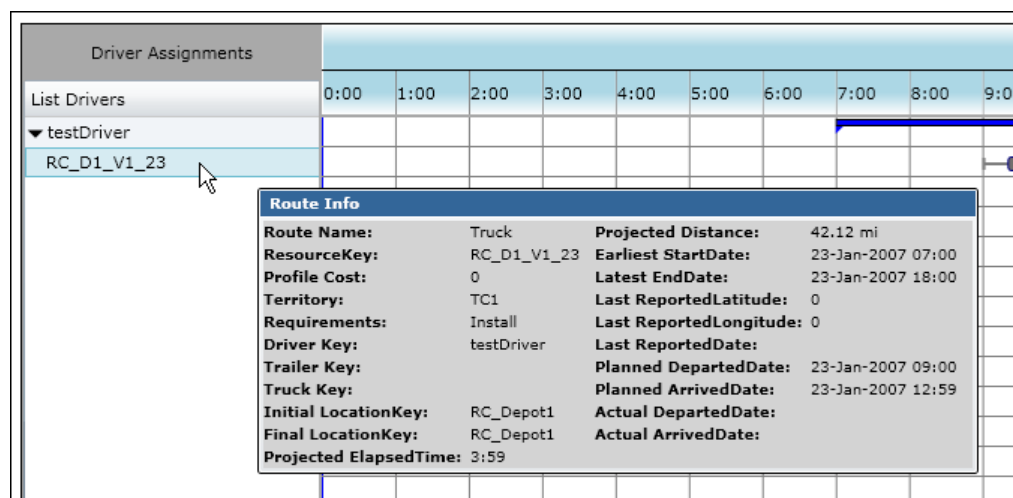 Driver Assignments
List Drivers
0:00 1:00 2:00 3:00 4:00 5:00 6:00 7:00 8:00 9:0
testDriver
RC_D1_V1_23
Route Info
Route Name: Truck Projected Distance: 42.12 mi
ResourceKey: RC_D1_V1_23 Earliest StartDate: 23-Jan-2007 07:00
Profile Cost: 0 Latest EndDate: 23-Jan-2007 18:00
Territory: TC1 Last ReportedLatitude: 0
Requirements: Install Last ReportedLongitude: 0
Driver Key: testDriver Last ReportedDate:
Trailer Key: Planned DepartedDate: 23-Jan-2007 09:00
Truck Key: Planned ArrivedDate: 23-Jan-2007 12:59
Initial LocationKey: RC_Depot1 Actual DepartedDate:
Final LocationKey: RC_Depot1 Actual ArrivedDate:
Projected ElapsedTime: 3:59